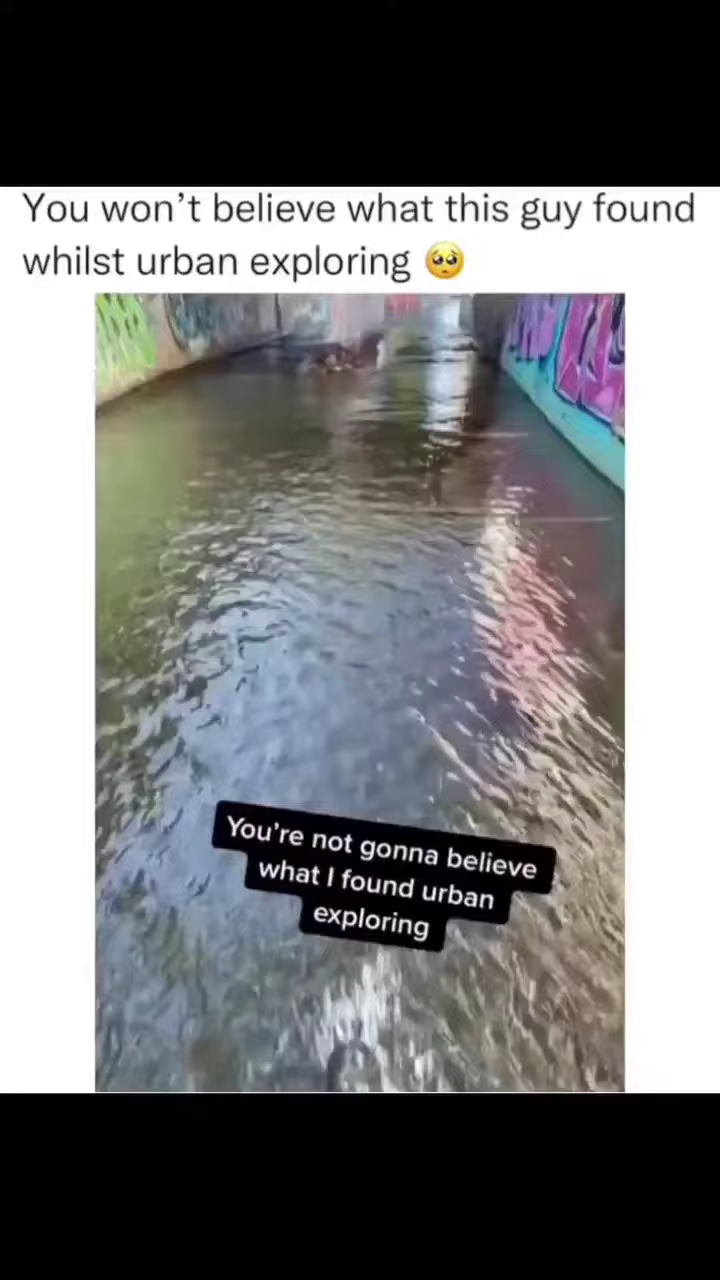 You won’t believe what this guy found
whilst urban exploring 🥺
You're not gonna believe
what I found urban
exploring